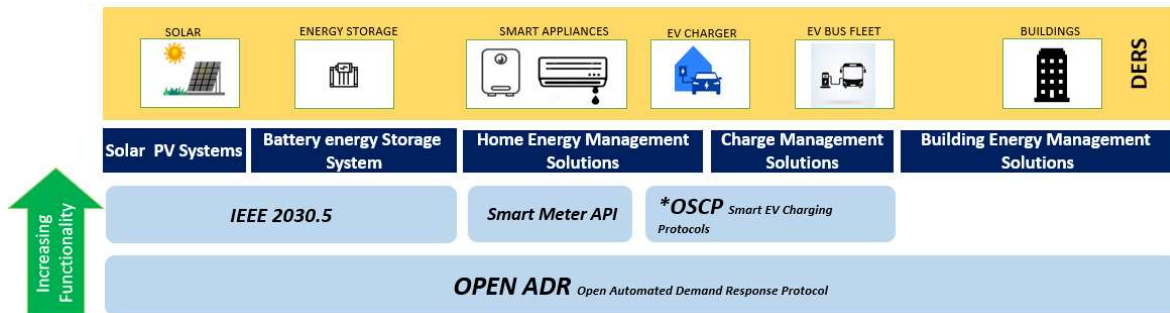 SOLAR
ENERGY STORAGE
SMART APPLIANCES
EV CHARGER
EV BUS FLEET
BUILDINGS
DERS
Solar PV Systems
Battery energy Storage
System
Home Energy Management
Solutions
Charge Management
Solutions
Building Energy Management
Solutions
Increasing
Functionality
IEEE 2030.5
Smart Meter API
*OSCP Smart EV Charging
Protocols
OPEN ADR Open Automated Demand Response Protocol